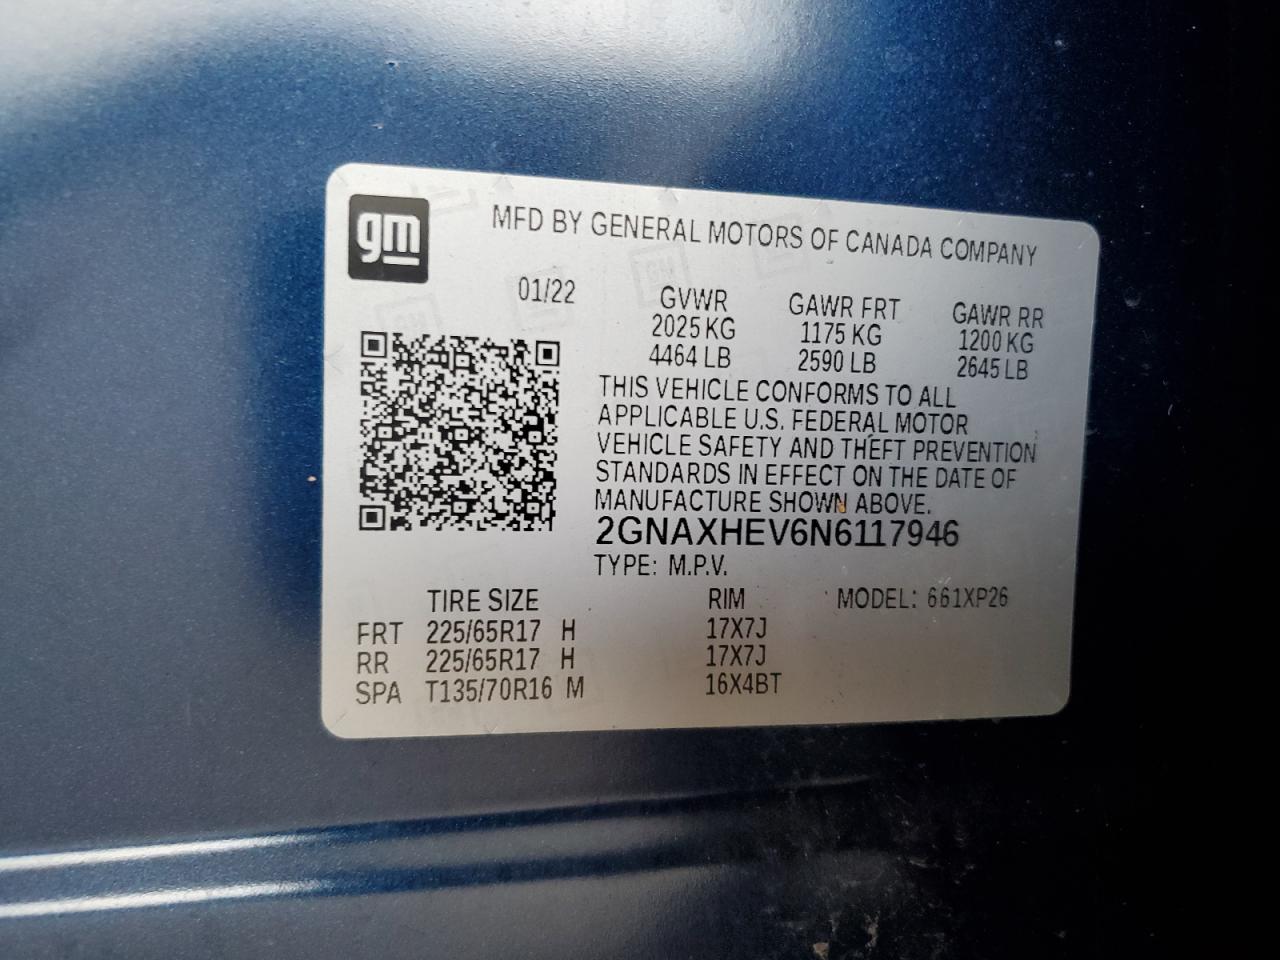 gm
MFD BY GENERAL MOTORS OF CANADA COMPANY
01/22 GVWR GAWR FRT GAWR RR
2025 KG 1175 KG 1200 KG
4464 LB 2590 LB 2645 LB
THIS VEHICLE CONFORMS TO ALL
APPLICABLE U.S. FEDERAL MOTOR
VEHICLE SAFETY AND THEFT PREVENTION
STANDARDS IN EFFECT ON THE DATE OF
MANUFACTURE SHOWN ABOVE.
2GNAXHEV6N6117946
TYPE: M.P.V.
TIRE SIZE RIM MODEL: 661XP26
FRT 225/65R17 H 17X7J
RR 225/65R17 H 17X7J
SPA T135/70R16 M 16X4BT